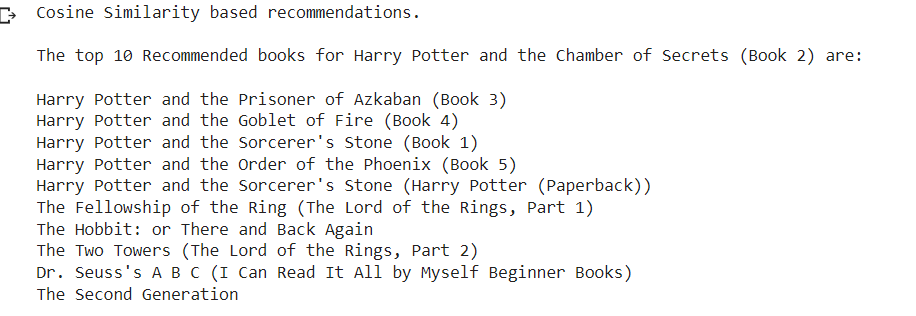 Cosine Similarity based recommendations.
The top 10 Recommended books for Harry Potter and the Chamber of Secrets (Book 2) are:
Harry Potter and the Prisoner of Azkaban (Book 3)
Harry Potter and the Goblet of Fire (Book 4)
Harry Potter and the Sorcerer's Stone (Book 1)
Harry Potter and the Order of the Phoenix (Book 5)
Harry Potter and the Sorcerer's Stone (Harry Potter (Paperback))
The Fellowship of the Ring (The Lord of the Rings, Part 1)
The Hobbit: or There and Back Again
The Two Towers (The Lord of the Rings, Part 2)
Dr. Seuss's A B C (I Can Read It All by Myself Beginner Books)
The Second Generation